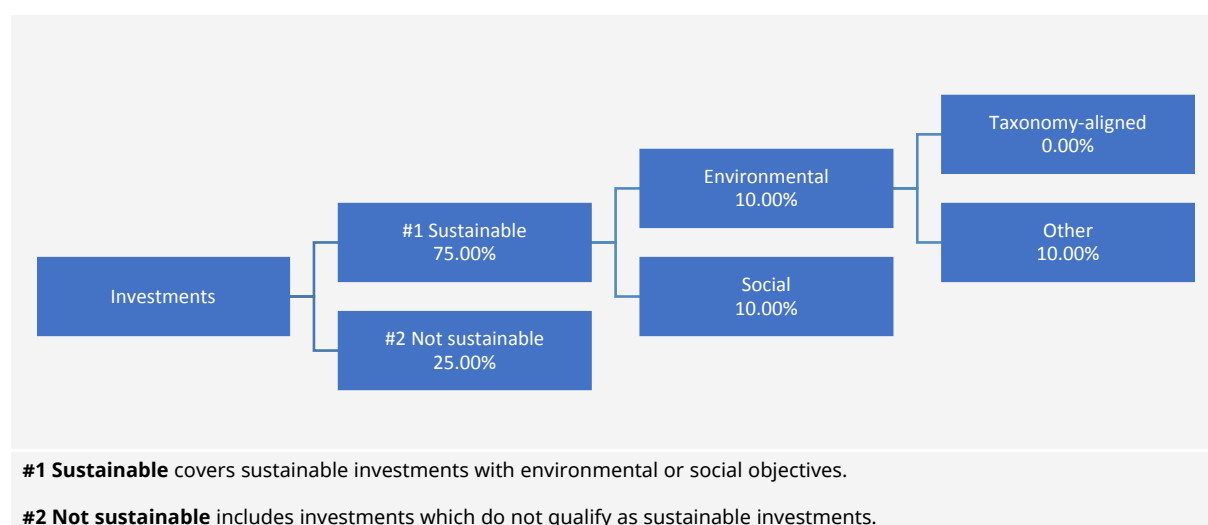 Investments
#1 Sustainable
75.00%
#2 Not sustainable
25.00%
Environmental
10.00%
Social
10.00%
Taxonomy-aligned
0.00%
Other
10.00%
#1 Sustainable covers sustainable investments with environmental or social objectives.
#2 Not sustainable includes investments which do not qualify as sustainable investments.